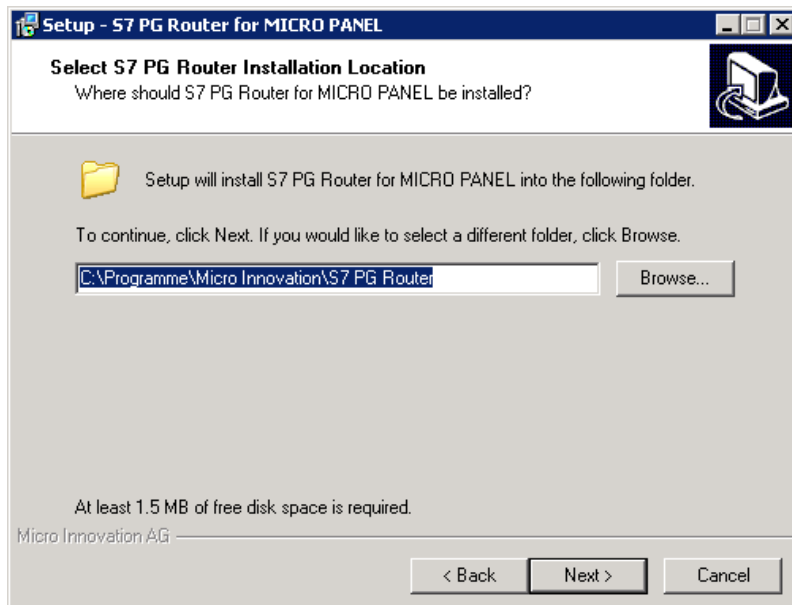 Setup - S7 PG Router for MICRO PANEL
Select S7 PG Router Installation Location
Where should S7 PG Router for MICRO PANEL be installed?
Setup will install S7 PG Router for MICRO PANEL into the following folder.
To continue, click Next. If you would like to select a different folder, click Browse.
C:\Programme\Micro Innovation\S7 PG Router
Browse...
At least 1.5 MB of free disk space is required.
Micro Innovation AG
< Back
Next >
Cancel